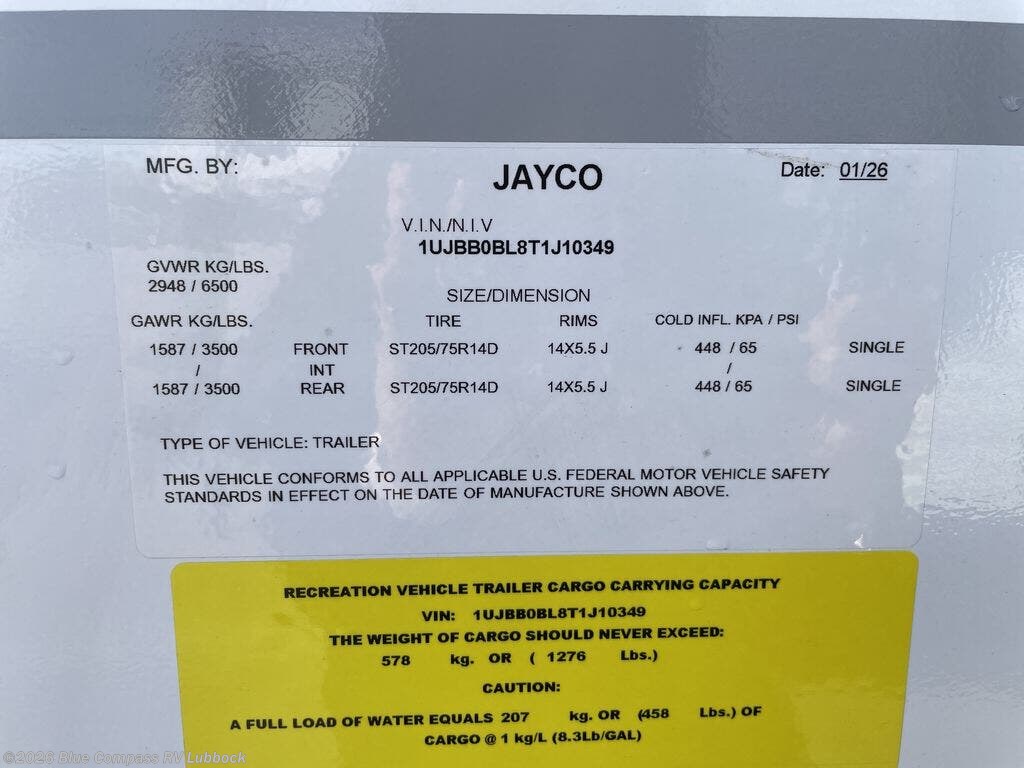 MFG. BY: JAYCO Date: 01/26
V.I.N./N.I.V
1UJBB0BL8T1J10349
GVWR KG/LBS.
2948 / 6500
SIZE/DIMENSION
GAWR KG/LBS. TIRE RIMS COLD INFL. KPA / PSI
1587 / 3500 FRONT ST205/75R14D 14X5.5 J 448 / 65 SINGLE
/ INT /
1587 / 3500 REAR ST205/75R14D 14X5.5 J 448 / 65 SINGLE
TYPE OF VEHICLE: TRAILER
THIS VEHICLE CONFORMS TO ALL APPLICABLE U.S. FEDERAL MOTOR VEHICLE SAFETY
STANDARDS IN EFFECT ON THE DATE OF MANUFACTURE SHOWN ABOVE.
RECREATION VEHICLE TRAILER CARGO CARRYING CAPACITY
VIN: 1UJBB0BL8T1J10349
THE WEIGHT OF CARGO SHOULD NEVER EXCEED:
578 kg. OR ( 1276 Lbs.)
CAUTION:
A FULL LOAD OF WATER EQUALS 207 kg. OR (458 Lbs.) OF
CARGO @ 1 kg/L (8.3Lb/GAL)
©2026 Blue Compass RV Lubbock